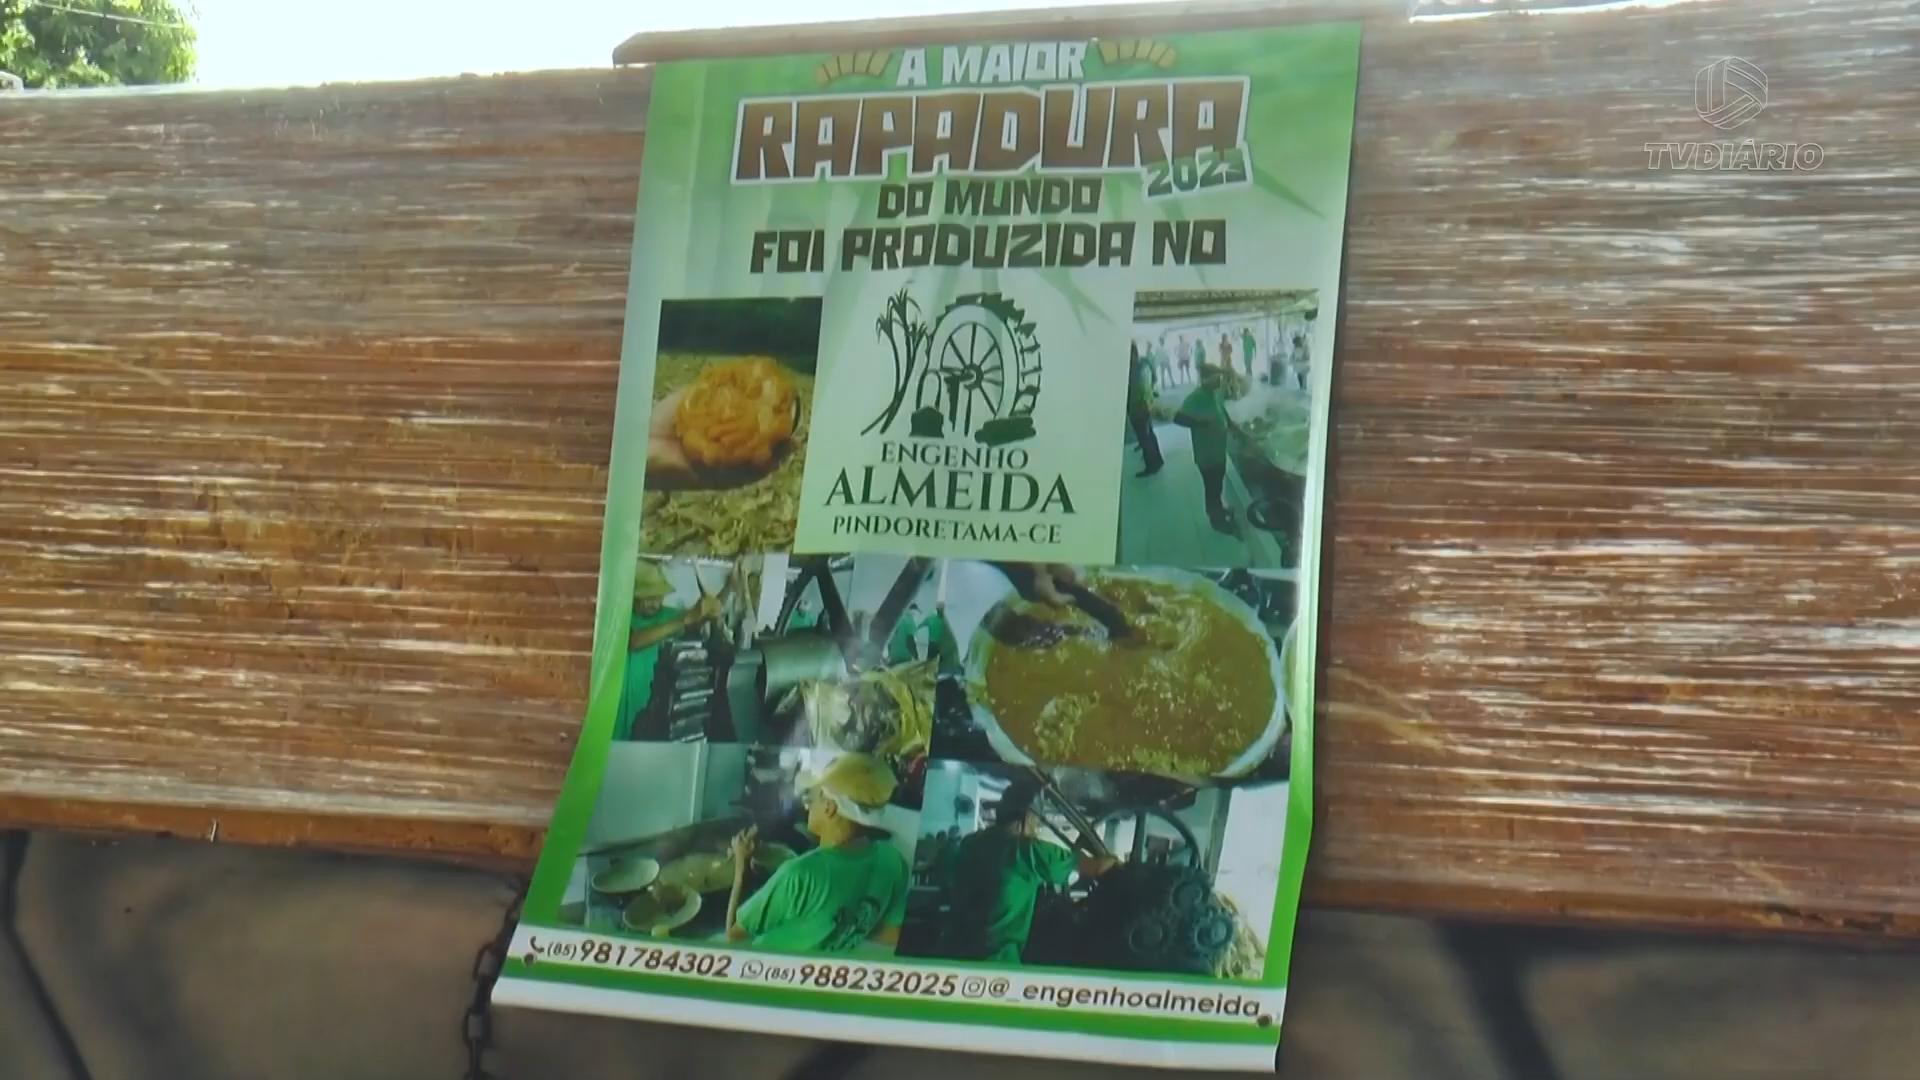 A MAIOR
RAPADURA
2023
DO MUNDO
FOI PRODUZIDA NO
ENGENHO
ALMEIDA
PINDORETAMA-CE
(85) 981784302 (85) 988232025 @_engenhoalmeida_
TVDIÁRIO